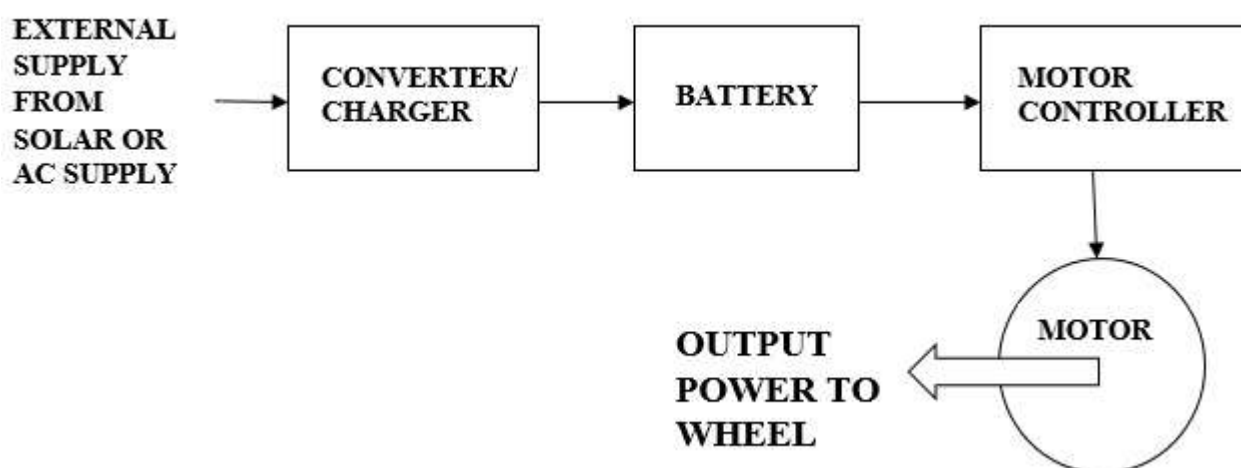 EXTERNAL
SUPPLY
FROM
SOLAR OR
AC SUPPLY
CONVERTER/
CHARGER
BATTERY
MOTOR
CONTROLLER
MOTOR
OUTPUT
POWER TO
WHEEL